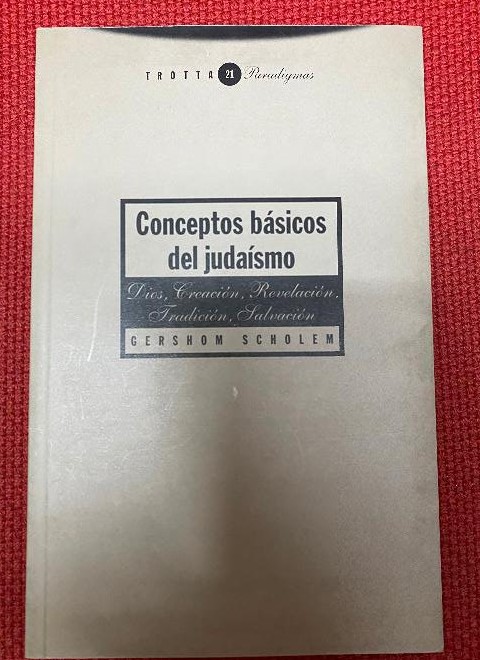 TROTTA 21 Paradigmas
Conceptos básicos
del judaísmo
Dios, Creación, Revelación,
Tradición, Salvación
GERSHOM SCHOLEM